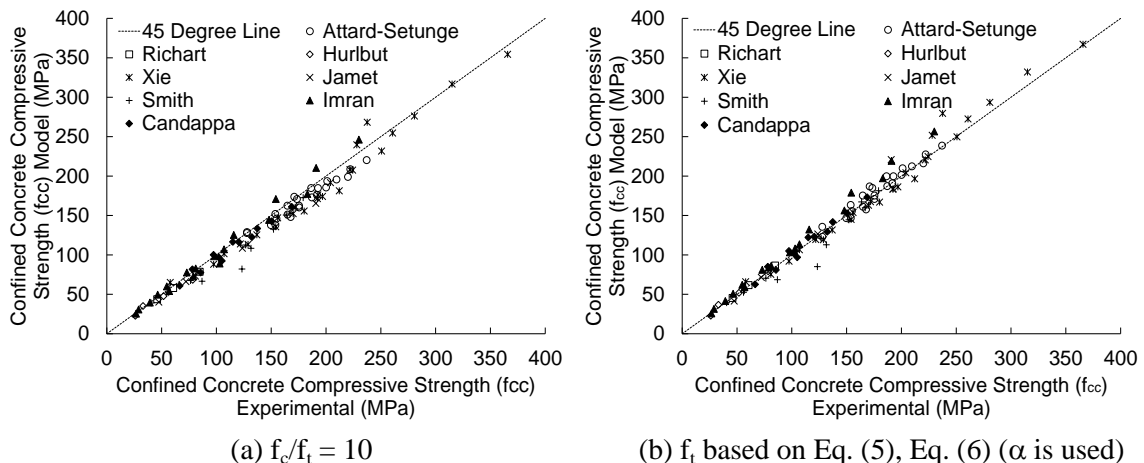 Confined Concrete Compressive
Strength (fcc) Model (MPa)
400
350
300
250
200
150
100
50
0
45 Degree Line
Richart
Xie
Smith
Candappa
Attard-Setunge
Hurlbut
Jamet
Imran
0 50 100 150 200 250 300 350 400
Confined Concrete Compressive Strength (fcc)
Experimental (MPa)
(a) fc/ft = 10
Confined Concrete Compressive
Strength (fcc) Model (MPa)
400
350
300
250
200
150
100
50
0
45 Degree Line
Richart
Xie
Smith
Candappa
Attard-Setunge
Hurlbut
Jamet
Imran
0 50 100 150 200 250 300 350 400
Confined Concrete Compressive Strength (fcc)
Experimental (MPa)
(b) ft based on Eq. (5), Eq. (6) (α is used)